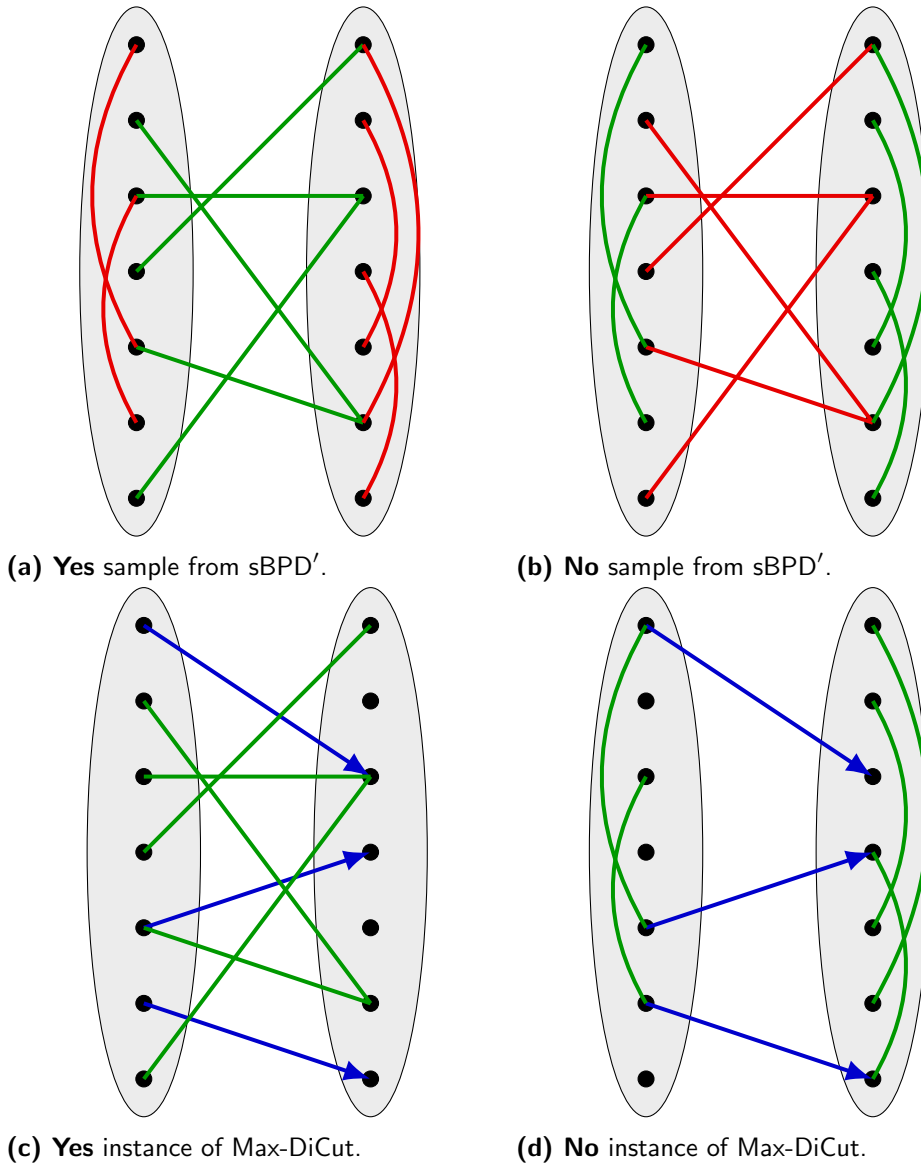 (a) Yes sample from sBPD′.
(b) No sample from sBPD′.
(c) Yes instance of Max-DiCut.
(d) No instance of Max-DiCut.